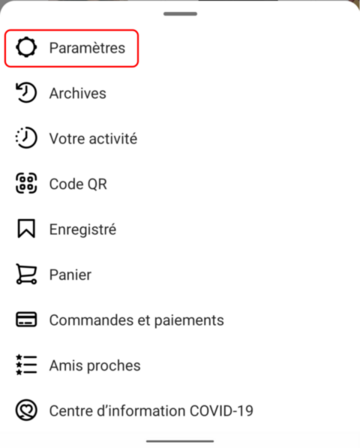 Paramètres
Archives
Votre activité
Code QR
Enregistré
Panier
Commandes et paiements
Amis proches
Centre d’information COVID-19